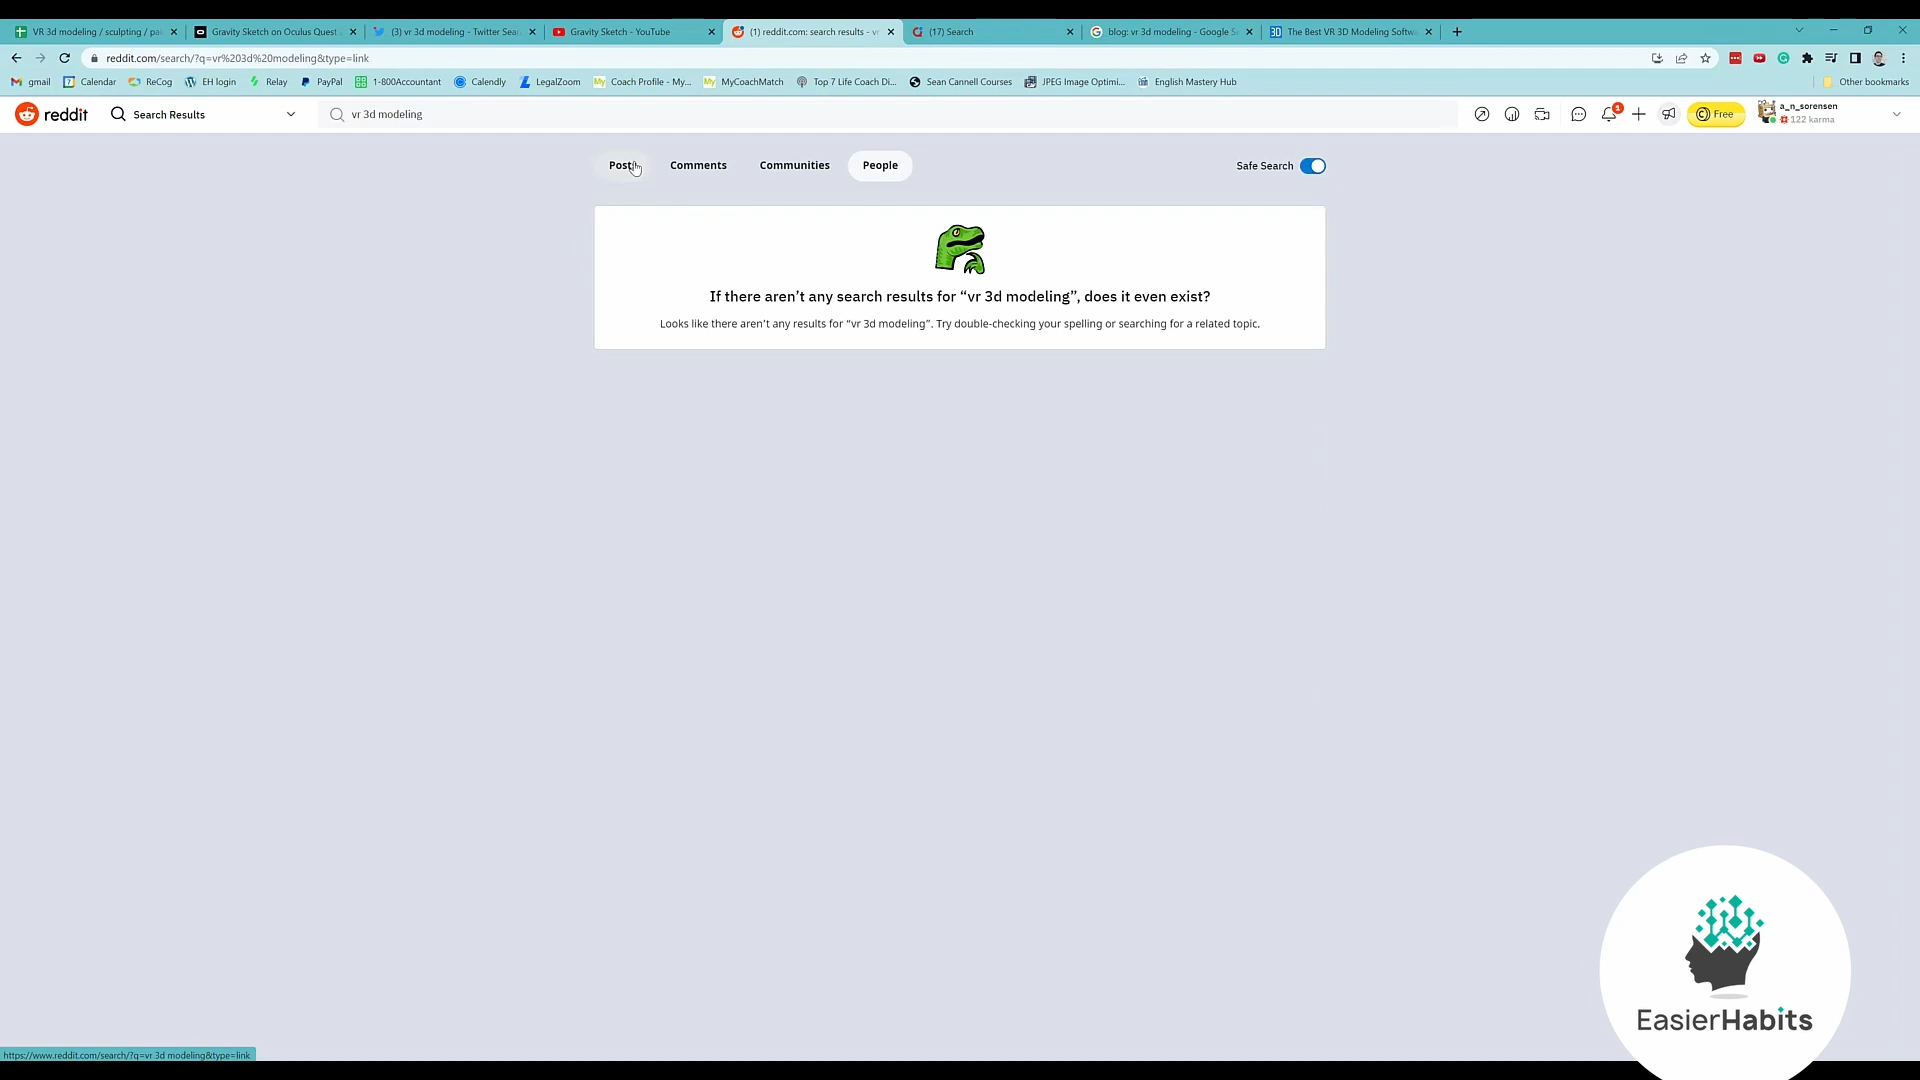 VR 3d modeling / sculpting / pai
Gravity Sketch on Oculus Quest
(3) vr 3d modeling - Twitter Sear
Gravity Sketch - YouTube
(1) reddit.com: search results - vr
(17) Search
blog: vr 3d modeling - Google S
The Best VR 3D Modeling Softw
reddit.com/search/?q=vr%203d%20modeling&type=link
gmail
Calendar
ReCog
EH login
Relay
PayPal
1-800Accountant
Calendly
LegalZoom
Coach Profile - My...
MyCoachMatch
Top 7 Life Coach Di...
Sean Cannell Courses
JPEG Image Optimi...
English Mastery Hub
Other bookmarks
reddit
Search Results
vr 3d modeling
1
Free
a_n_sorensen
122 karma
Posts
Comments
Communities
People
Safe Search
If there aren't any search results for “vr 3d modeling”, does it even exist?
Looks like there aren't any results for “vr 3d modeling”. Try double-checking your spelling or searching for a related topic.
EasierHabits
https://www.reddit.com/search/?q=vr 3d modeling&type=link